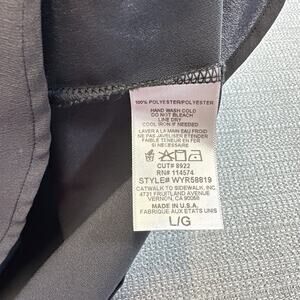 100% POLYESTER/POLYESTER
HAND WASH COLD
DO NOT BLEACH
LINE DRY
COOL IRON IF NEEDED
LAVER A LA MAIN EAU FROID
NE PAS JAVELISER ETENDER
FAIBLE TENEUR EN FER
SI NECESSAIRE
CUT# 8922
RN# 114574
STYLE# WYR58819
CATWALK TO SIDEWALK, INC.
4731 FRUITLAND AVENUE
VERNON, CA 90058
MADE IN U.S.A.
FABRIQUE AUX ETATS UNIS
L/G